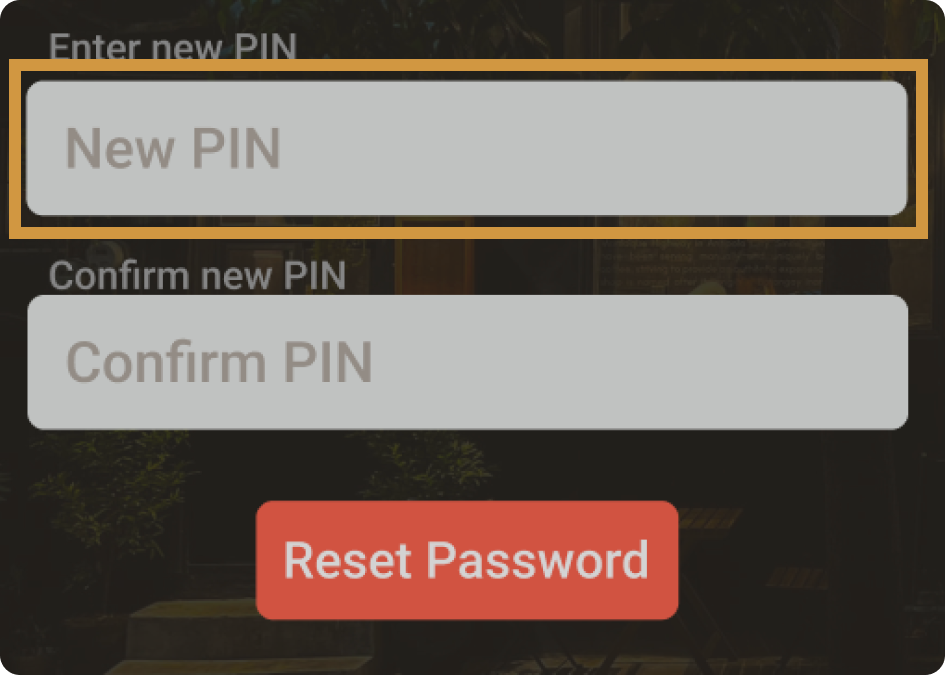 Enter new PIN
New PIN
Confirm new PIN
Confirm PIN
Reset Password